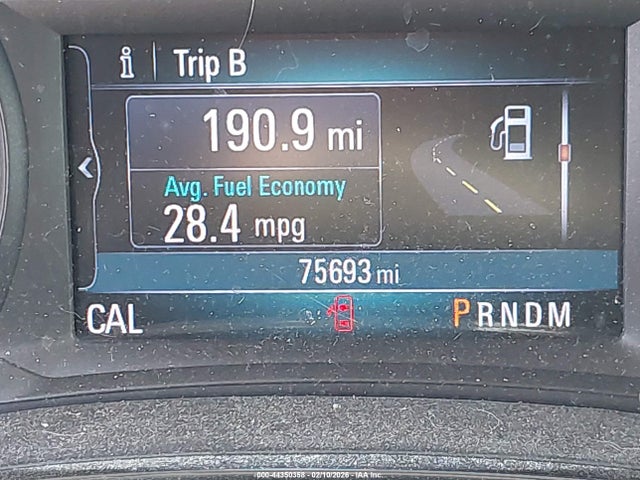 i | Trip B
190.9 mi
Avg. Fuel Economy
28.4 mpg
75693 mi
CAL PRNDM
000-44350358 - 02/10/2026 - IAA Inc.